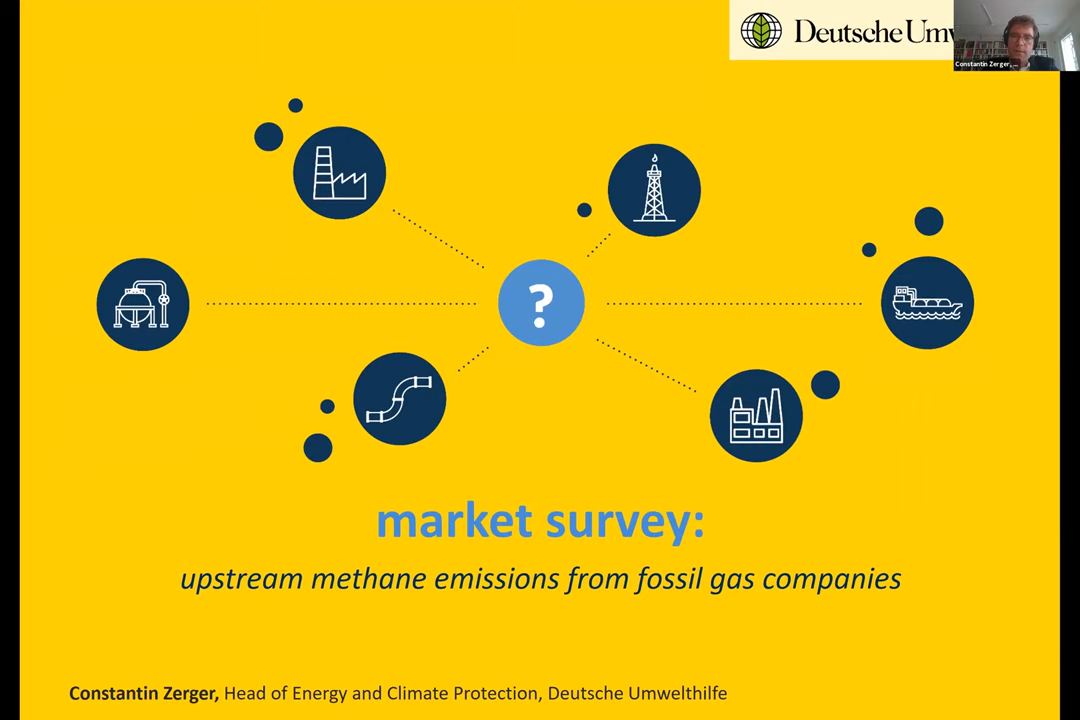 Deutsche Umw
Constantin Zerger,
?
market survey:
upstream methane emissions from fossil gas companies
Constantin Zerger, Head of Energy and Climate Protection, Deutsche Umwelthilfe